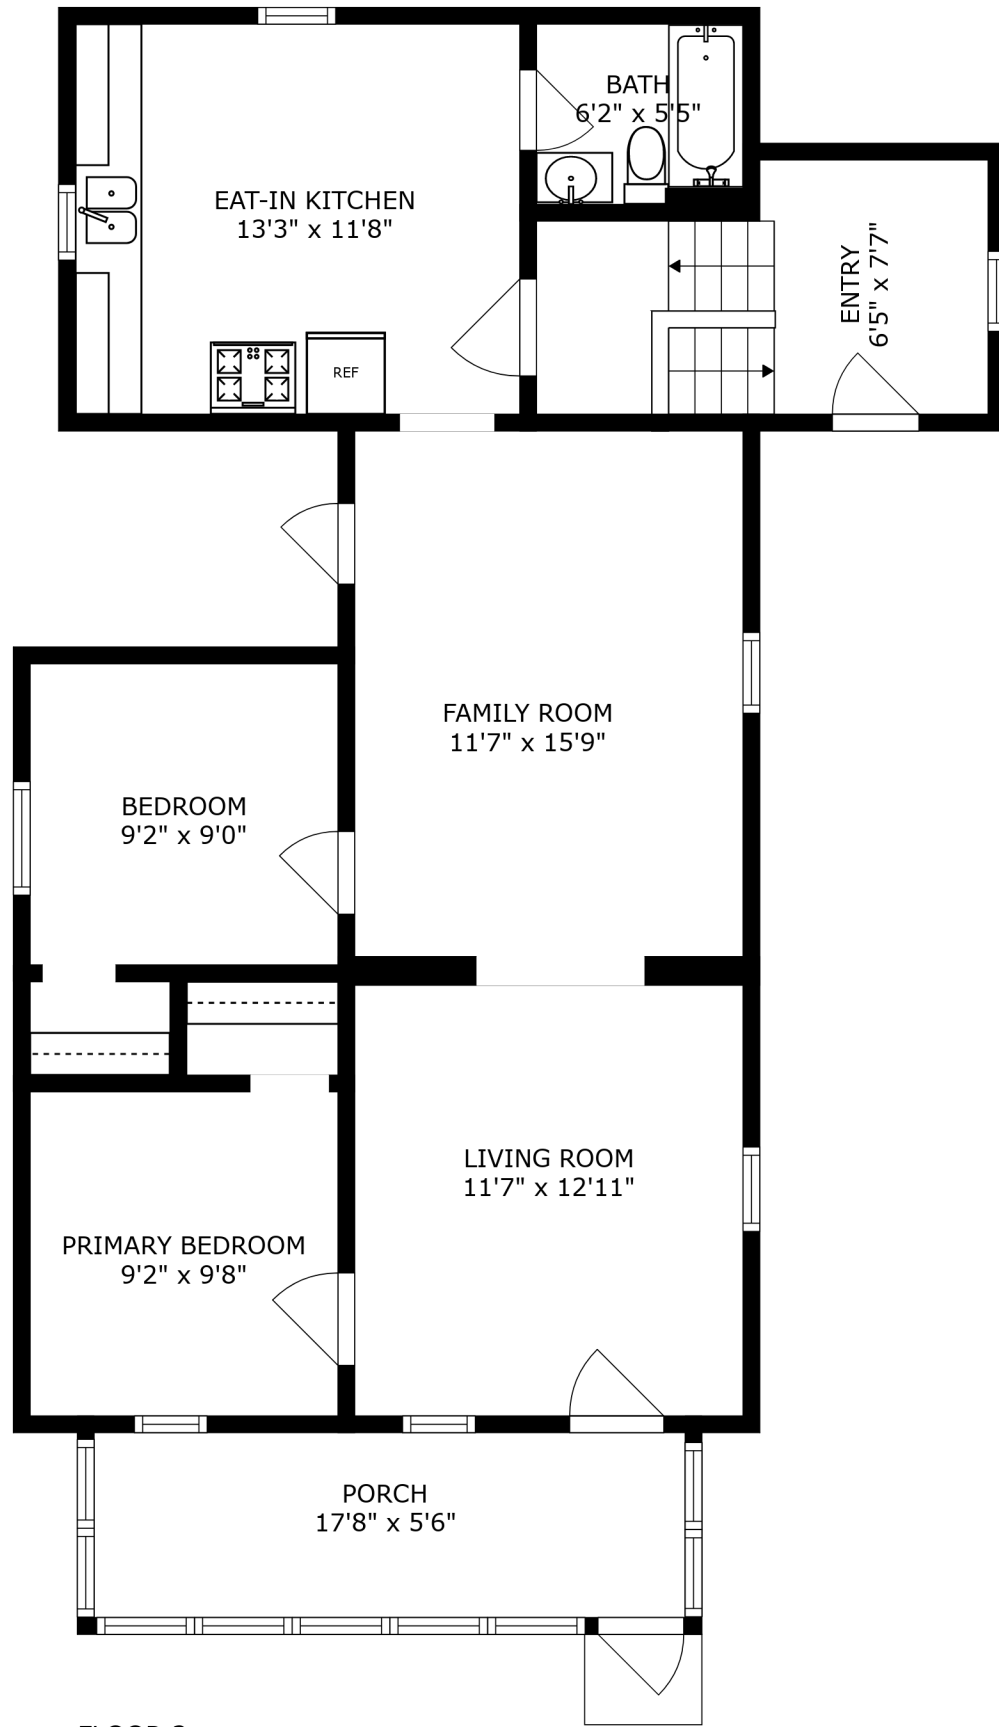 BATH
6'2" x 5'5"
EAT-IN KITCHEN
13'3" x 11'8"
ENTRY
6'5" x 7'7"
REF
FAMILY ROOM
11'7" x 15'9"
BEDROOM
9'2" x 9'0"
LIVING ROOM
11'7" x 12'11"
PRIMARY BEDROOM
9'2" x 9'8"
PORCH
17'8" x 5'6"